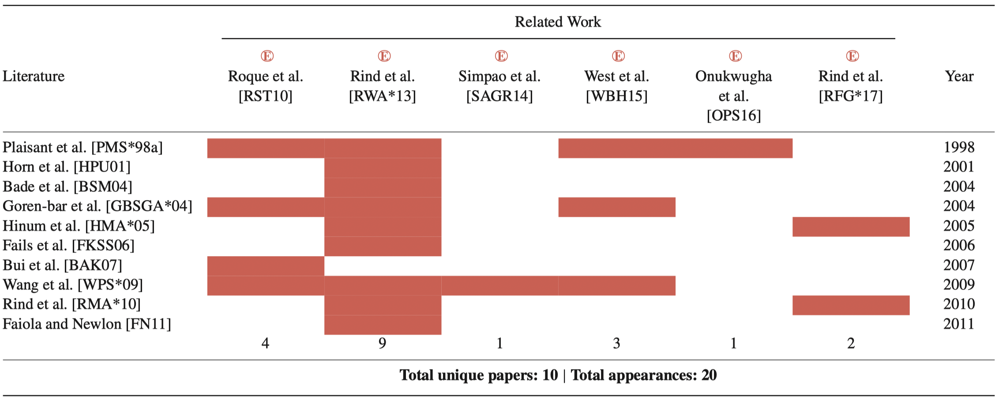 Related Work
Ⓔ Ⓔ Ⓔ Ⓔ Ⓔ Ⓔ
Literature Roque et al. Rind et al. Simpao et al. West et al. Onukwugha Rind et al. Year
[RST10] [RWA*13] [SAGR14] [WBH15] et al. [RFG*17]
[OPS16]
Plaisant et al. [PMS*98a] 1998
Horn et al. [HPU01] 2001
Bade et al. [BSM04] 2004
Goren-bar et al. [GBSGA*04] 2004
Hinum et al. [HMA*05] 2005
Fails et al. [FKSS06] 2006
Bui et al. [BAK07] 2007
Wang et al. [WPS*09] 2009
Rind et al. [RMA*10] 2010
Faiola and Newlon [FN11] 2011
4 9 1 3 1 2
Total unique papers: 10 | Total appearances: 20